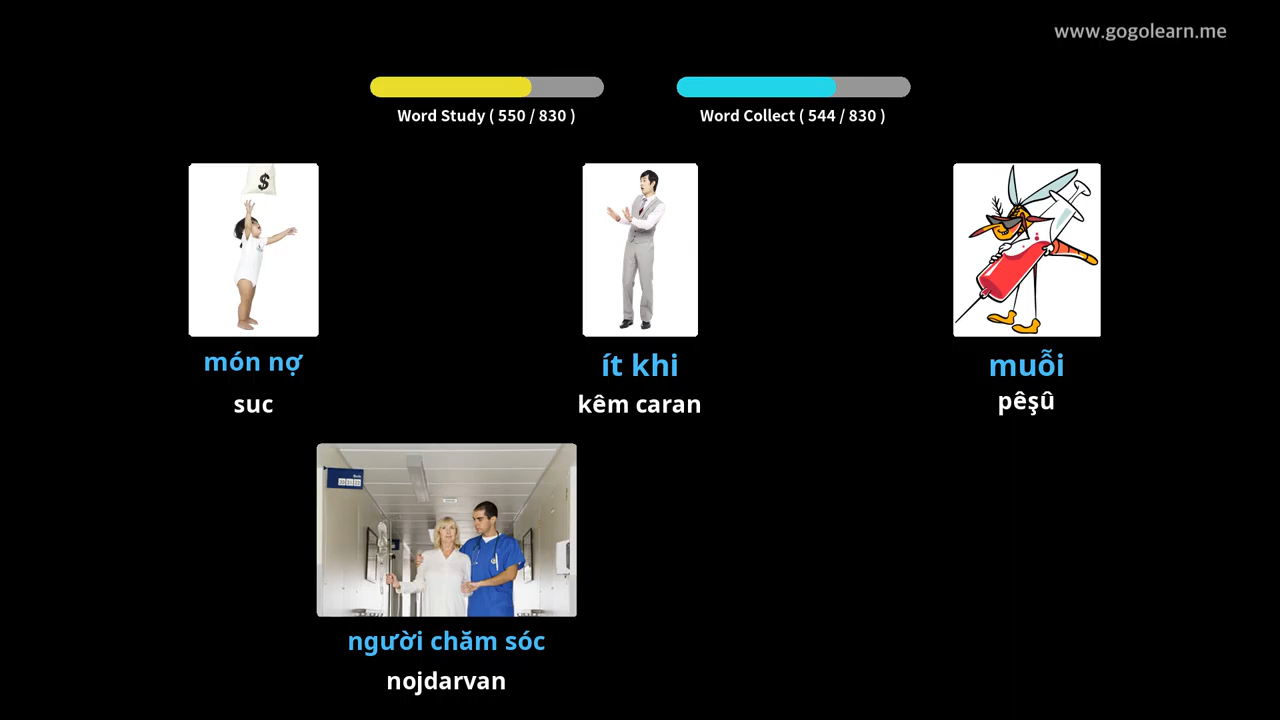 www.gogolearn.me
Word Study ( 550 / 830 )
Word Collect ( 544 / 830 )
$
món nợ
suc
ít khi
kêm caran
muỗi
pêşû
người chăm sóc
nojdarvan